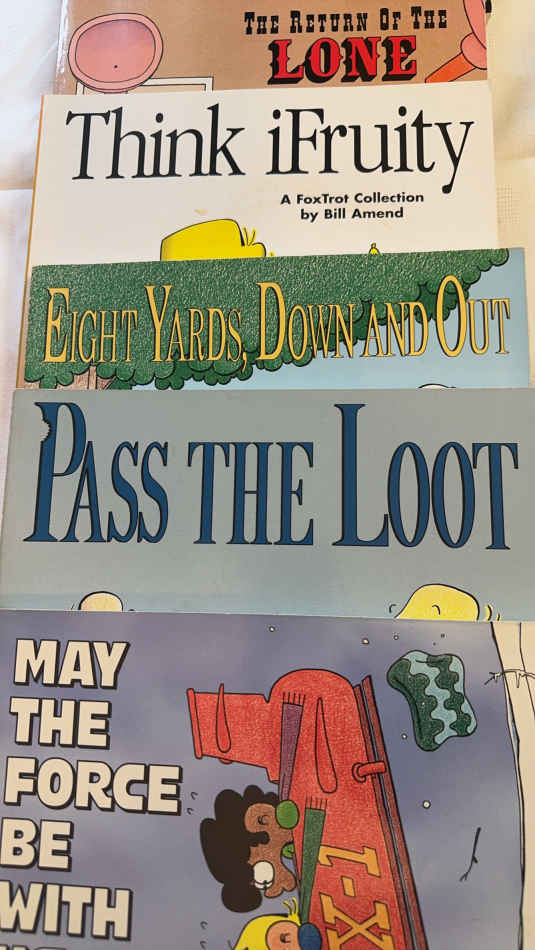 THE RETURN OF THE
LONE
Think iFruity
A FoxTrot Collection
by Bill Amend
EIGHT YARDS, DOWN AND OUT
PASS THE LOOT
MAY
THE
FORCE
BE
WITH
I-X